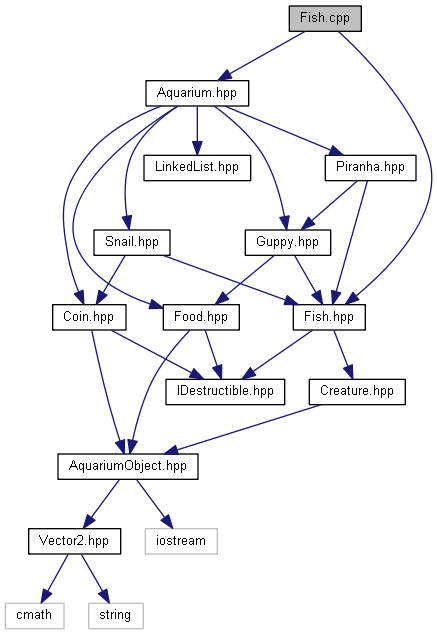 Fish.cpp
Aquarium.hpp
LinkedList.hpp
Piranha.hpp
Snail.hpp
Guppy.hpp
Coin.hpp
Food.hpp
Fish.hpp
IDestructible.hpp
Creature.hpp
AquariumObject.hpp
Vector2.hpp
iostream
cmath
string